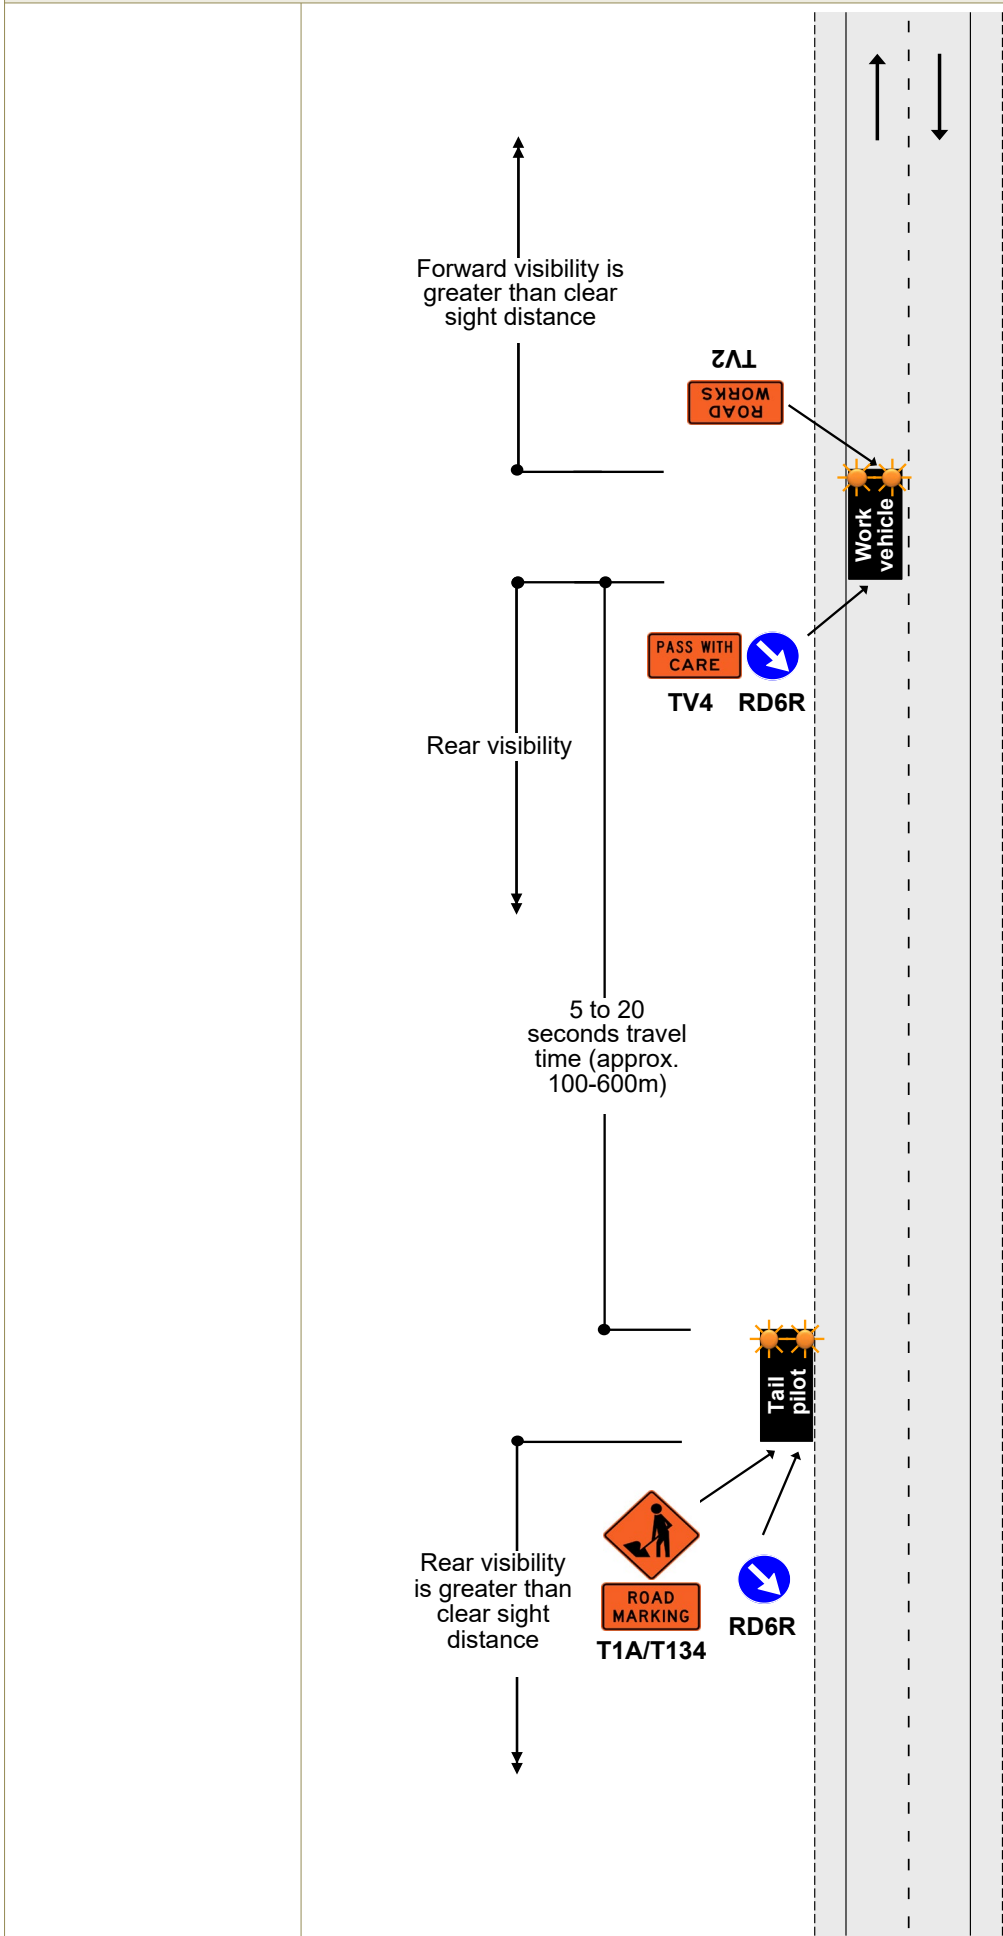 Forward visibility is
greater than clear
sight distance
TV2
ROAD
WORKS
Work
vehicle
PASS WITH
CARE
TV4 RD6R
Rear visibility
5 to 20
seconds travel
time (approx.
100-600m)
Tail
pilot
Rear visibility
is greater than
clear sight
distance
ROAD
MARKING
T1A/T134
RD6R